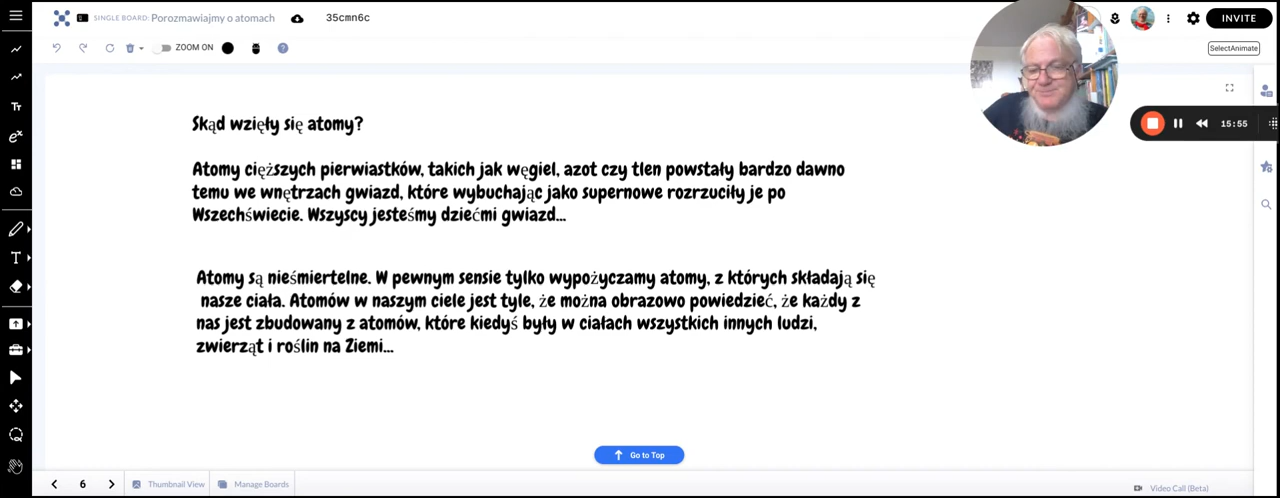 SINGLE BOARD: Porozmawiajmy o atomach
35cmn6c
INVITE
ZOOM ON
SelectAnimate
15:55
Skąd wzięły się atomy?
Atomy cięższych pierwiastków, takich jak węgiel, azot czy tlen powstały bardzo dawno
temu we wnętrzach gwiazd, które wybuchając jako supernowe rozrzuciły je po
Wszechświecie. Wszyscy jesteśmy dziećmi gwiazd...
Atomy są nieśmiertelne. W pewnym sensie tylko wypożyczamy atomy, z których składają się
nasze ciała. Atomów w naszym ciele jest tyle, że można obrazowo powiedzieć, że każdy z
nas jest zbudowany z atomów, które kiedyś były w ciałach wszystkich innych ludzi,
zwierząt i roślin na Ziemi...
Go to Top
6
Thumbnail View
Manage Boards
Video Call (Beta)